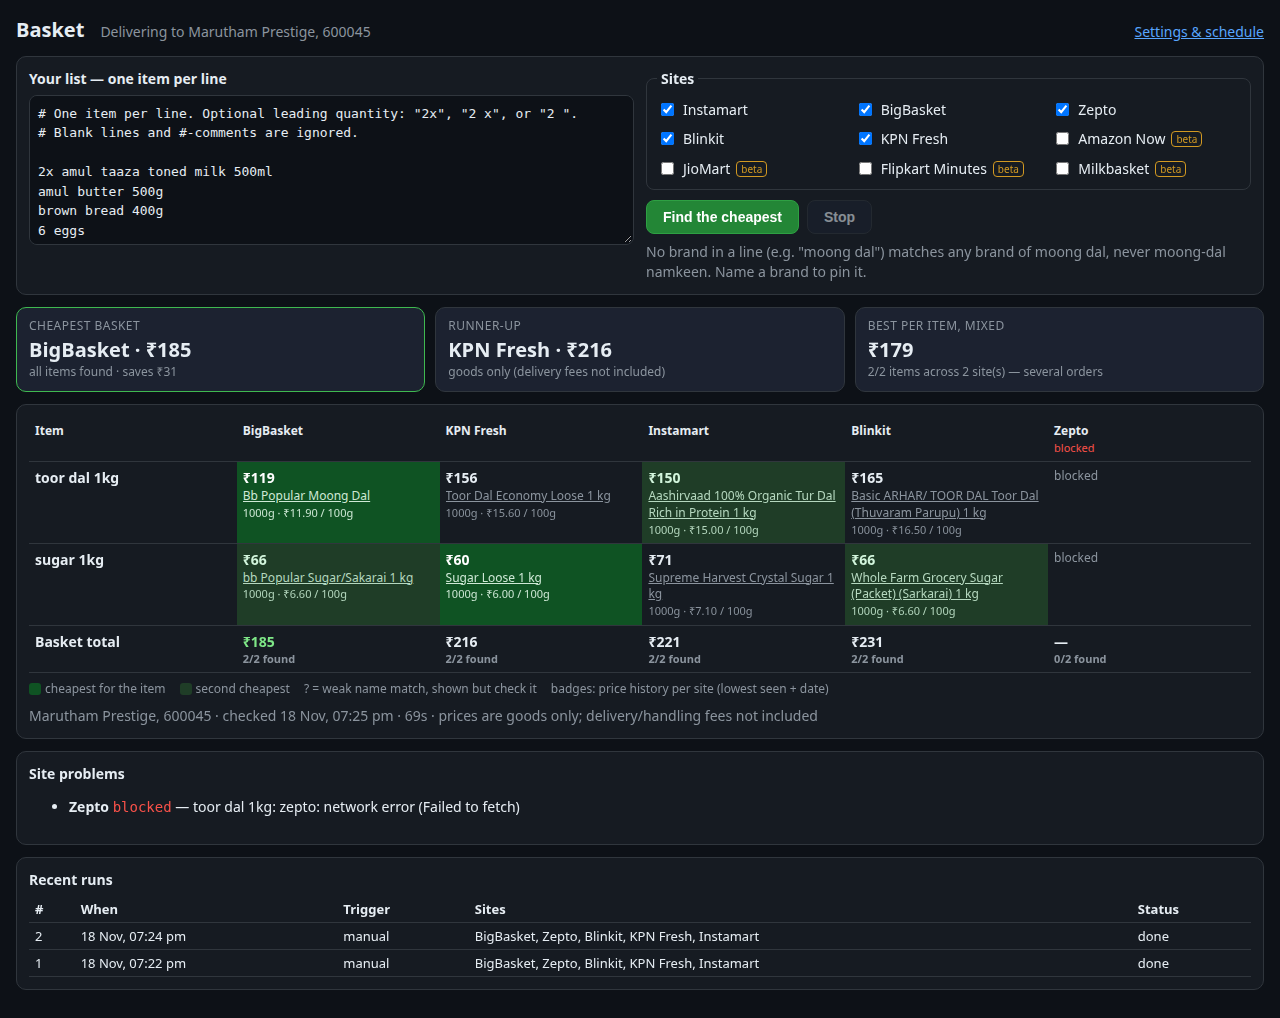 Basket Delivering to Marutham Prestige, 600045
Settings & schedule
Your list — one item per line
# One item per line. Optional leading quantity: "2x", "2 x", or "2 ".
# Blank lines and #-comments are ignored.
2x amul taaza toned milk 500ml
amul butter 500g
brown bread 400g
6 eggs
Sites
Instamart
BigBasket
Zepto
Blinkit
KPN Fresh
Amazon Now beta
JioMart beta
Flipkart Minutes beta
Milkbasket beta
Find the cheapest
Stop
No brand in a line (e.g. "moong dal") matches any brand of moong dal, never moong-dal
namkeen. Name a brand to pin it.
CHEAPEST BASKET
BigBasket · ₹185
all items found · saves ₹31
RUNNER-UP
KPN Fresh · ₹216
goods only (delivery fees not included)
BEST PER ITEM, MIXED
₹179
2/2 items across 2 site(s) — several orders
Item
BigBasket
KPN Fresh
Instamart
Blinkit
Zepto
blocked
toor dal 1kg
₹119
Bb Popular Moong Dal
1000g · ₹11.90 / 100g
₹156
Toor Dal Economy Loose 1 kg
1000g · ₹15.60 / 100g
₹150
Aashirvaad 100% Organic Tur Dal
Rich in Protein 1 kg
1000g · ₹15.00 / 100g
₹165
Basic ARHAR/ TOOR DAL Toor Dal
(Thuvaram Parupu) 1 kg
1000g · ₹16.50 / 100g
blocked
sugar 1kg
₹66
bb Popular Sugar/Sakarai 1 kg
1000g · ₹6.60 / 100g
₹60
Sugar Loose 1 kg
1000g · ₹6.00 / 100g
₹71
Supreme Harvest Crystal Sugar 1
kg
1000g · ₹7.10 / 100g
₹66
Whole Farm Grocery Sugar
(Packet) (Sarkarai) 1 kg
1000g · ₹6.60 / 100g
blocked
Basket total
₹185
2/2 found
₹216
2/2 found
₹221
2/2 found
₹231
2/2 found
—
0/2 found
cheapest for the item
second cheapest
? = weak name match, shown but check it
badges: price history per site (lowest seen + date)
Marutham Prestige, 600045 · checked 18 Nov, 07:25 pm · 69s · prices are goods only; delivery/handling fees not included
Site problems
• Zepto blocked — toor dal 1kg: zepto: network error (Failed to fetch)
Recent runs
# When Trigger Sites Status
2 18 Nov, 07:24 pm manual BigBasket, Zepto, Blinkit, KPN Fresh, Instamart done
1 18 Nov, 07:22 pm manual BigBasket, Zepto, Blinkit, KPN Fresh, Instamart done